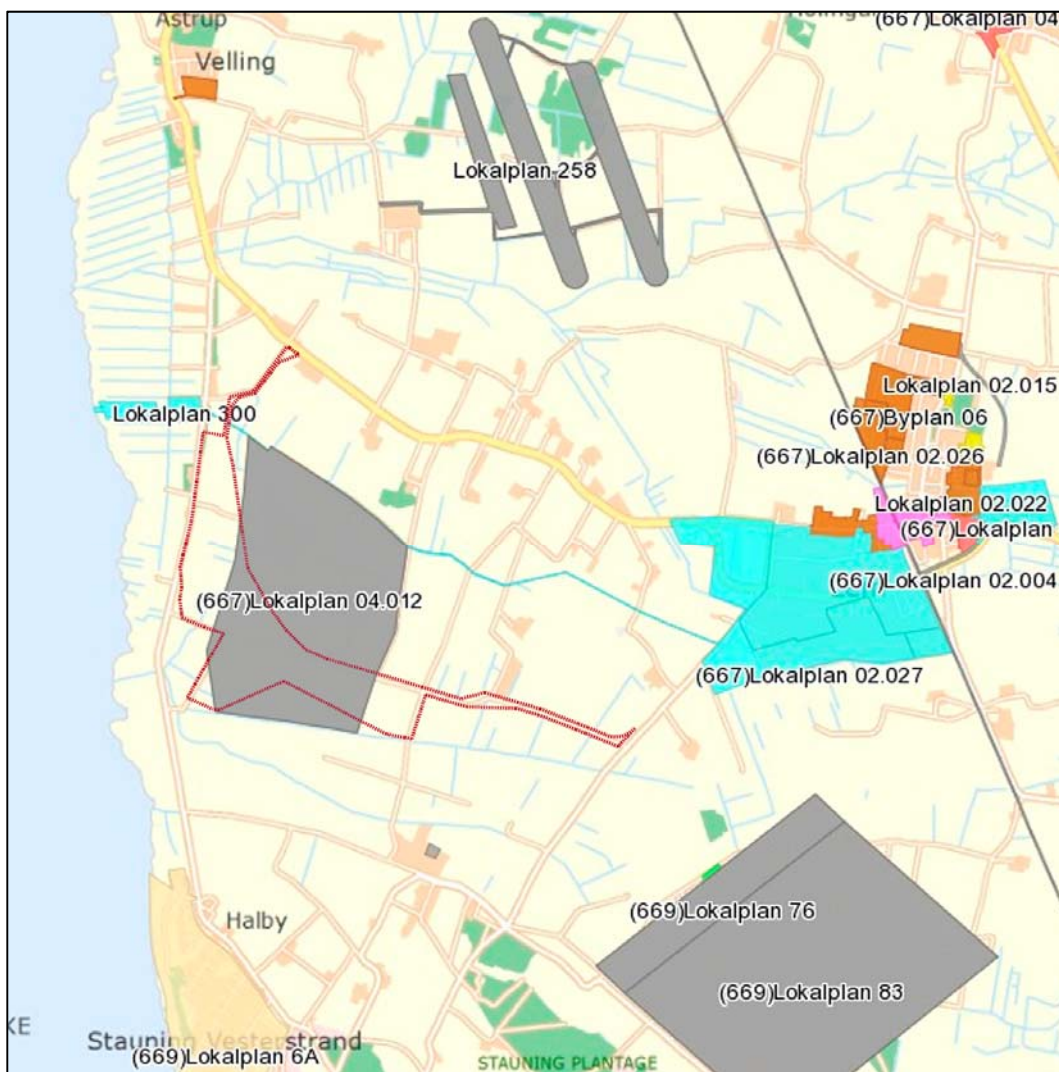 Astrup
(667)Lokalplan 04
Velling
Lokalplan 258
Lokalplan 02.015
Lokalplan 300
(667)Byplan 06
(667)Lokalplan 02.026
Lokalplan 02.022
(667)Lokalplan
(667)Lokalplan 02.004
(667)Lokalplan 04.012
(667)Lokalplan 02.027
(669)Lokalplan 76
Halby
(669)Lokalplan 83
KE
Stauning Vesterstrand
(669)Lokalplan 6A
STAUNING PLANTAGE